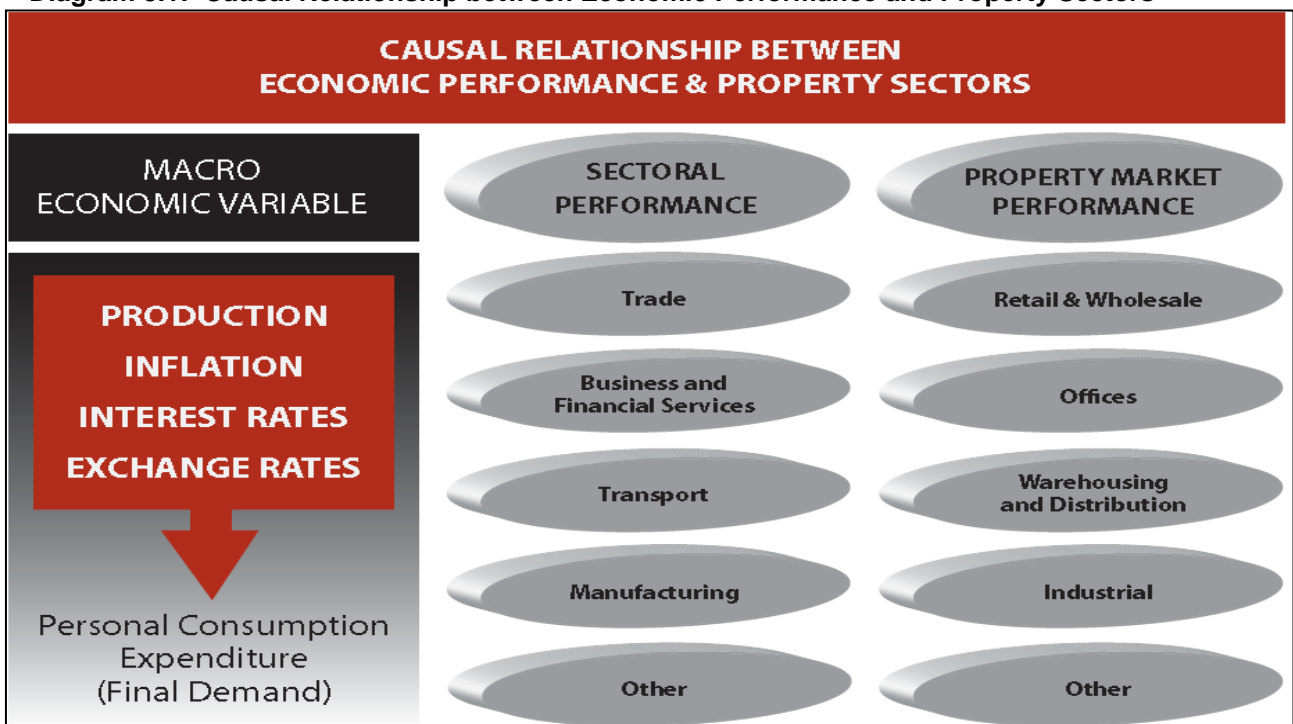 CAUSAL RELATIONSHIP BETWEEN
ECONOMIC PERFORMANCE & PROPERTY SECTORS
MACRO
ECONOMIC VARIABLE
SECTORAL
PERFORMANCE
PROPERTY MARKET
PERFORMANCE
PRODUCTION
INFLATION
INTEREST RATES
EXCHANGE RATES
Personal Consumption
Expenditure
(Final Demand)
Trade
Retail & Wholesale
Business and
Financial Services
Offices
Transport
Warehousing
and Distribution
Manufacturing
Industrial
Other
Other